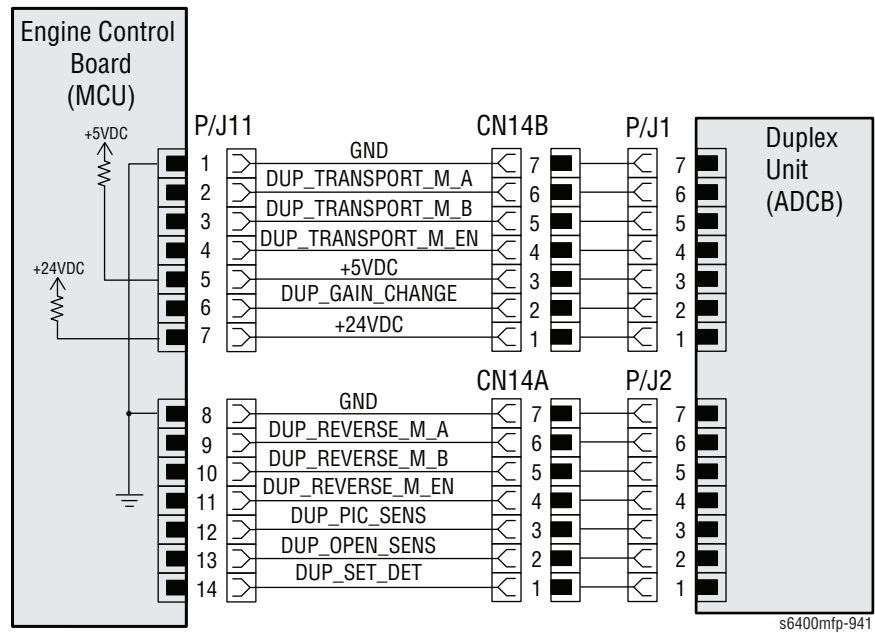 Engine Control
Board
(MCU)
+5VDC
+24VDC
P/J11
CN14B
P/J1
Duplex
Unit
(ADCB)
1 GND 7 7
2 DUP_TRANSPORT_M_A 6 6
3 DUP_TRANSPORT_M_B 5 5
4 DUP_TRANSPORT_M_EN 4 4
5 +5VDC 3 3
6 DUP_GAIN_CHANGE 2 2
7 +24VDC 1 1
CN14A
P/J2
8 GND 7 7
9 DUP_REVERSE_M_A 6 6
10 DUP_REVERSE_M_B 5 5
11 DUP_REVERSE_M_EN 4 4
12 DUP_PIC_SENS 3 3
13 DUP_OPEN_SENS 2 2
14 DUP_SET_DET 1 1
s6400mfp-941